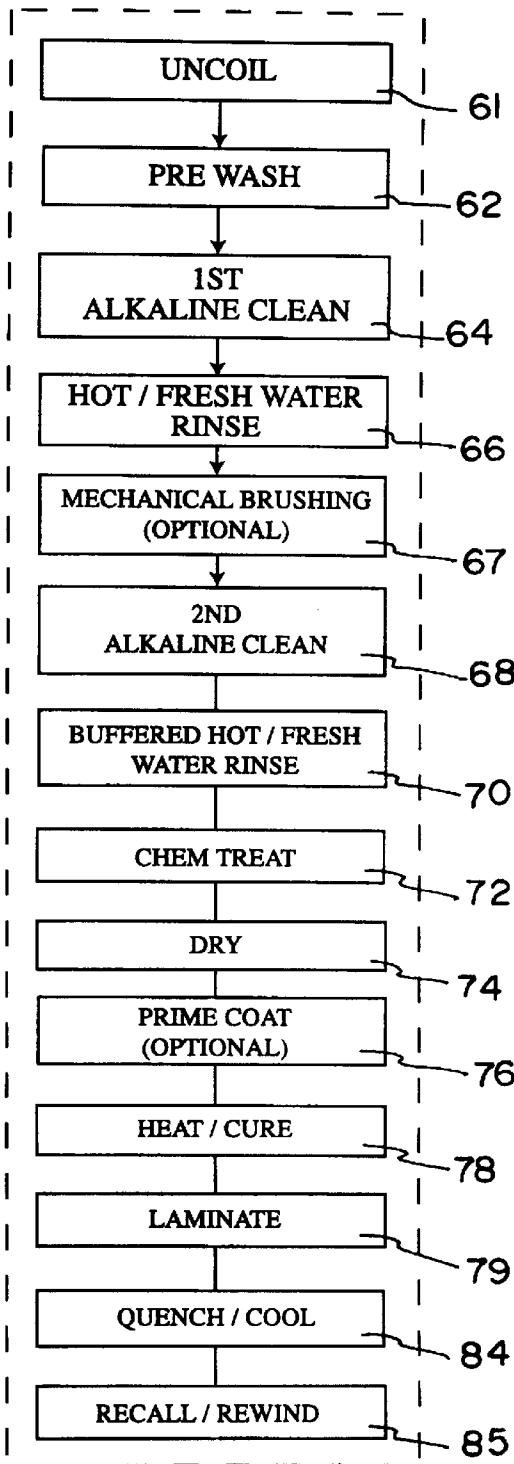 UNCOIL
61
PRE WASH
62
1ST
ALKALINE CLEAN
64
HOT / FRESH WATER
RINSE
66
MECHANICAL BRUSHING
(OPTIONAL)
67
2ND
ALKALINE CLEAN
68
BUFFERED HOT / FRESH
WATER RINSE
70
CHEM TREAT
72
DRY
74
PRIME COAT
(OPTIONAL)
76
HEAT / CURE
78
LAMINATE
79
QUENCH / COOL
84
RECALL / REWIND
85